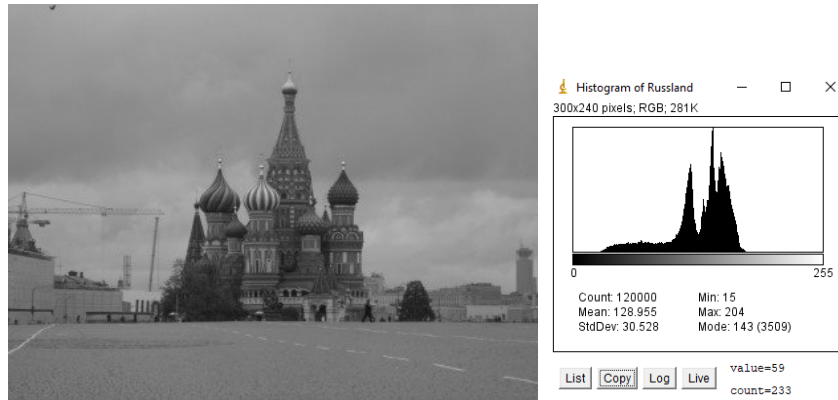 Histogram of Russland
300x240 pixels; RGB; 281K
0 255
Count: 120000 Min: 15
Mean: 128.955 Max: 204
StdDev: 30.528 Mode: 143 (3509)
List Copy Log Live value=59
count=233